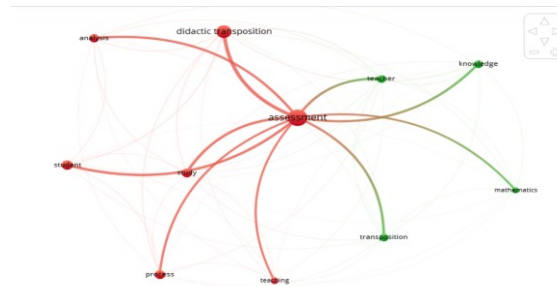 didactic transposition
analysis
knowledge
teacher
assessment
student
study
mathematics
transposition
process
teaching